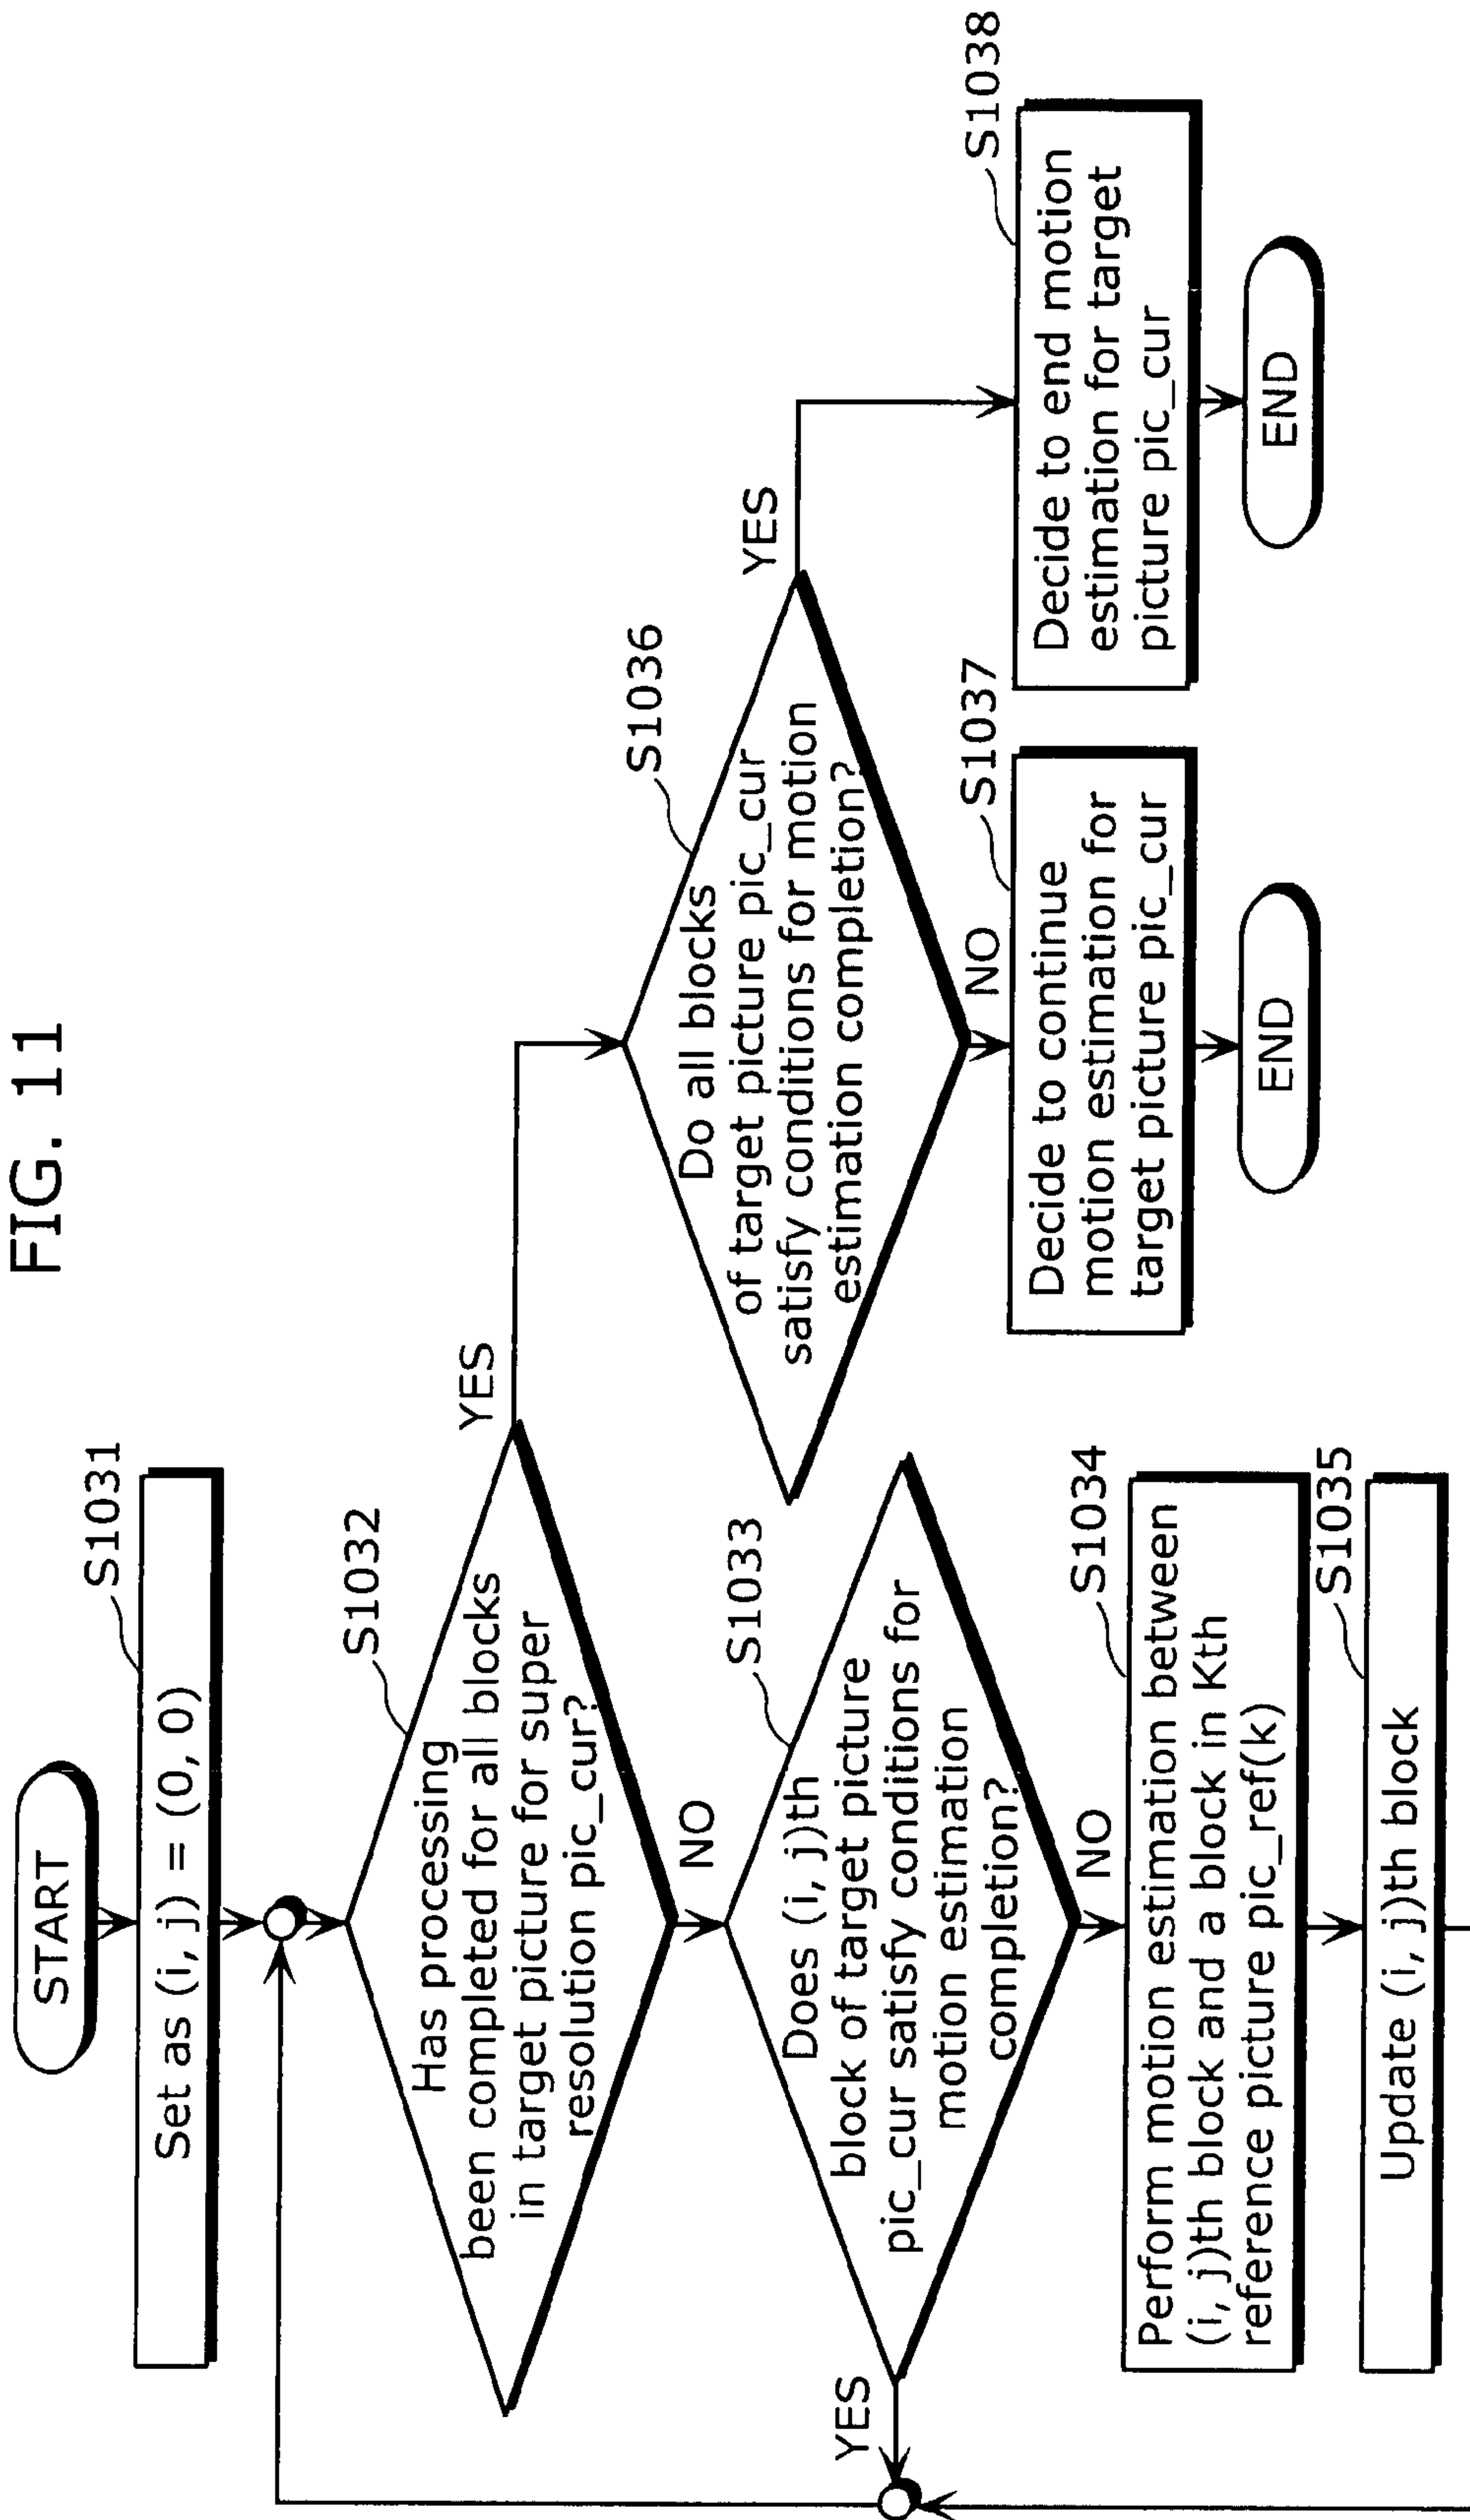 FIG. 11
START
S1031
Set as (i, j) = (0, 0)
S1032
Has processing
been completed for all blocks
in target picture for super
resolution pic_cur?
YES
NO
S1033
Does (i, j)th
block of target picture
pic_cur satisfy conditions for
motion estimation
completion?
YES
NO
S1034
Perform motion estimation between
(i, j)th block and a block in Kth
reference picture pic_ref(k)
S1035
Update (i, j)th block
S1036
Do all blocks
of target picture pic_cur
satisfy conditions for motion
estimation completion?
YES
NO
S1037
Decide to continue
motion estimation for
target picture pic_cur
END
S1038
Decide to end motion
estimation for target
picture pic_cur
END